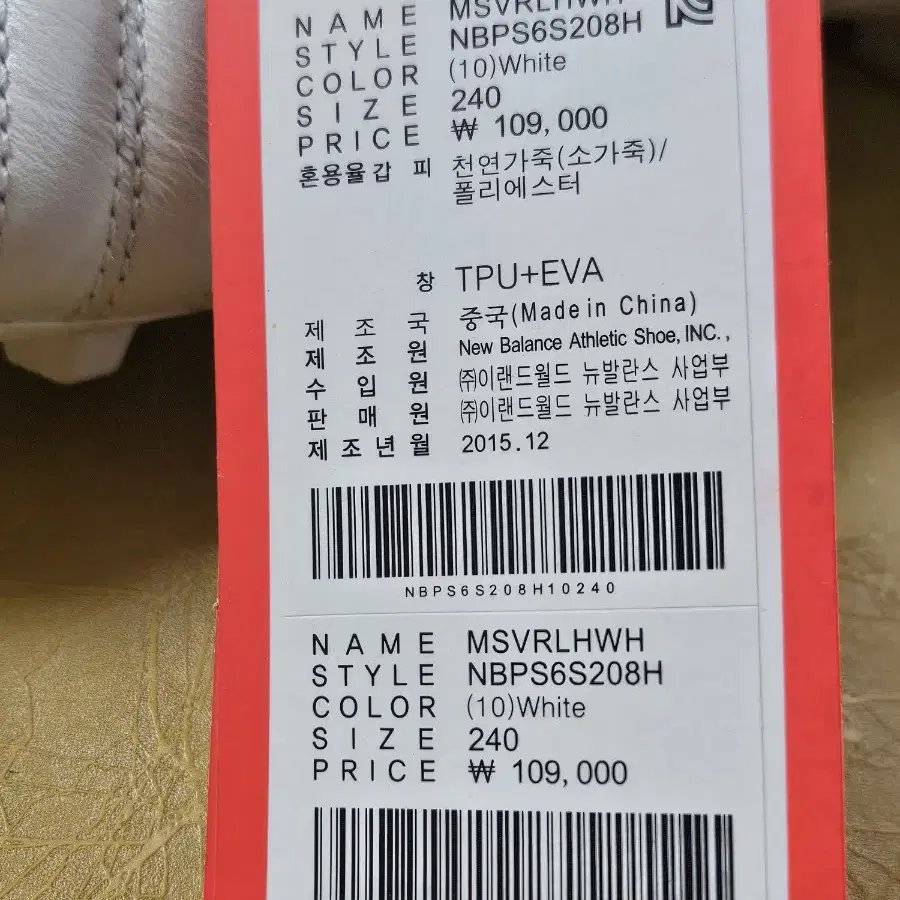 NAME MSVRLHWH
STYLE NBPS6S208H
COLOR (10)White
SIZE 240
PRICE ₩ 109,000
혼용율갑 피 천연가죽(소가죽)/
폴리에스터
창 TPU+EVA
제 조 국 중국(Made in China)
제 조 원 New Balance Athletic Shoe, INC. ,
수 입 원 ㈜이랜드월드 뉴발란스 사업부
판 매 원 ㈜이랜드월드 뉴발란스 사업부
제조년월 2015.12
NBPS6S208H10240
NAME MSVRLHWH
STYLE NBPS6S208H
COLOR (10)White
SIZE 240
PRICE ₩ 109,000